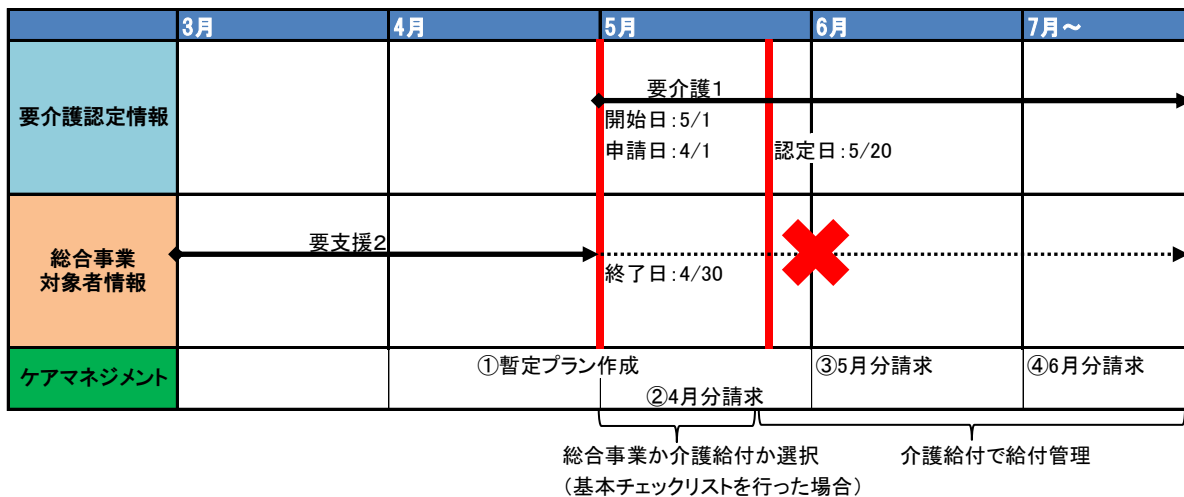 3月
4月
5月
6月
7月～
要介護認定情報
要介護1
開始日:5/1
申請日:4/1
認定日:5/20
総合事業
対象者情報
要支援2
終了日:4/30
ケアマネジメント
①暫定プラン作成
②4月分請求
③5月分請求
④6月分請求
総合事業か介護給付か選択
（基本チェックリストを行った場合）
介護給付で給付管理